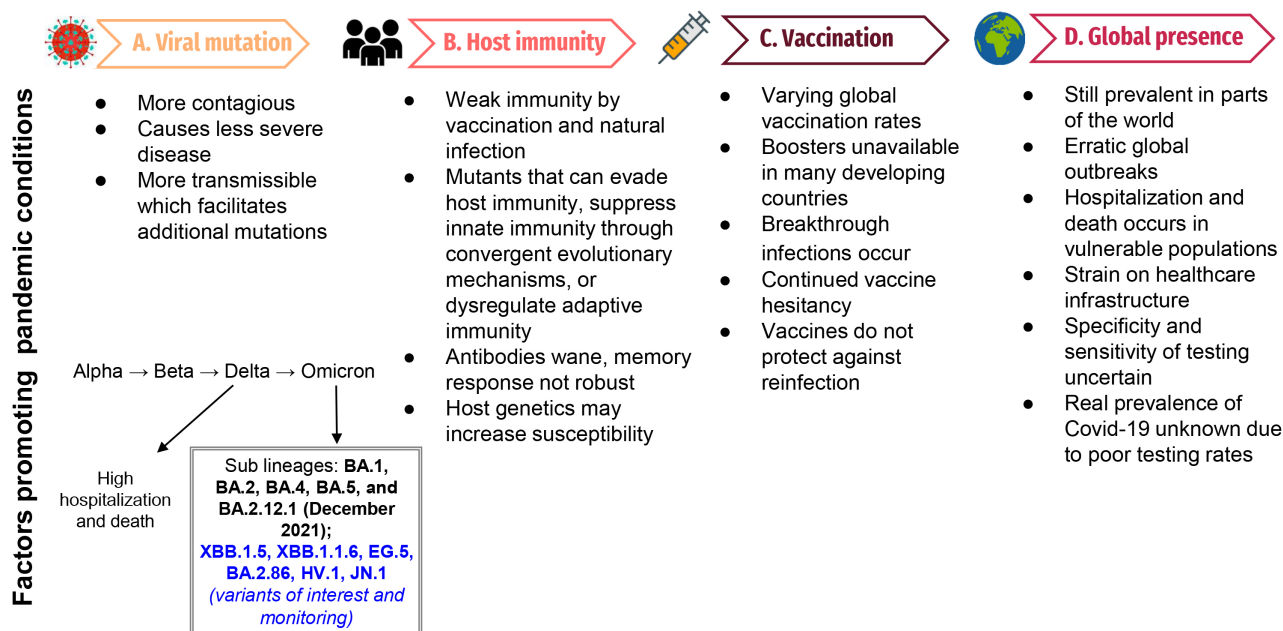 Factors promoting pandemic conditions
A. Viral mutation
● More contagious
● Causes less severe
disease
● More transmissible
which facilitates
additional mutations
Alpha → Beta → Delta → Omicron
High
hospitalization
and death
Sub lineages: BA.1,
BA.2, BA.4, BA.5, and
BA.2.12.1 (December
2021);
XBB.1.5, XBB.1.1.6, EG.5,
BA.2.86, HV.1, JN.1
(variants of interest and
monitoring)
B. Host immunity
● Weak immunity by
vaccination and natural
infection
● Mutants that can evade
host immunity, suppress
innate immunity through
convergent evolutionary
mechanisms, or
dysregulate adaptive
immunity
● Antibodies wane, memory
response not robust
● Host genetics may
increase susceptibility
C. Vaccination
● Varying global
vaccination rates
● Boosters unavailable
in many developing
countries
● Breakthrough
infections occur
● Continued vaccine
hesitancy
● Vaccines do not
protect against
reinfection
D. Global presence
● Still prevalent in parts
of the world
● Erratic global
outbreaks
● Hospitalization and
death occurs in
vulnerable populations
● Strain on healthcare
infrastructure
● Specificity and
sensitivity of testing
uncertain
● Real prevalence of
Covid-19 unknown due
to poor testing rates